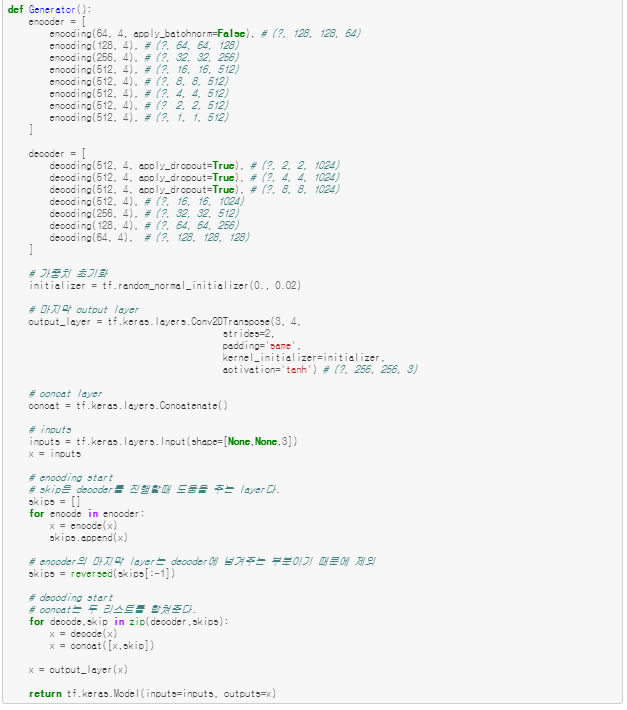 def Generator():
    encoder = [
        encoding(64, 4, apply_batchnorm=False), # (?, 128, 128, 64)
        encoding(128, 4), # (?, 64, 64, 128)
        encoding(256, 4), # (?, 32, 32, 256)
        encoding(512, 4), # (?, 16, 16, 512)
        encoding(512, 4), # (?, 8, 8, 512)
        encoding(512, 4), # (?, 4, 4, 512)
        encoding(512, 4), # (?  2, 2, 512)
        encoding(512, 4), # (?, 1, 1, 512)
    ]
    decoder = [
        decoding(512, 4, apply_dropout=True), # (?, 2, 2, 1024)
        decoding(512, 4, apply_dropout=True), # (?, 4, 4, 1024)
        decoding(512, 4, apply_dropout=True), # (?, 8, 8, 1024)
        decoding(512, 4), # (?, 16, 16, 1024)
        decoding(256, 4), # (?, 32, 32, 512)
        decoding(128, 4), # (?, 64, 64, 256)
        decoding(64, 4),  # (?, 128, 128, 128)
    ]
    # 가중치 초기화
    initializer = tf.random_normal_initializer(0., 0.02)
    # 마지막 output layer
    output_layer = tf.keras.layers.Conv2DTranspose(3, 4,
                                         strides=2,
                                         padding='same',
                                         kernel_initializer=initializer,
                                         activation='tanh') # (?, 256, 256, 3)
    # concat layer
    concat = tf.keras.layers.Concatenate()
    # inputs
    inputs = tf.keras.layers.Input(shape=[None,None,3])
    x = inputs
    # encoding start
    # skip은 decoder를 진행할때 도움을 주는 layer다.
    skips = []
    for encode in encoder:
        x = encode(x)
        skips.append(x)
    # encoder의 마지막 layer는 decoder에 넘겨주는 부분이기 때문에 제외
    skips = reversed(skips[:-1])
    # decoding start
    # concat는 두 리스트를 합쳐준다.
    for decode,skip in zip(decoder,skips):
        x = decode(x)
        x = concat([x,skip])
    x = output_layer(x)
    return tf.keras.Model(inputs=inputs, outputs=x)